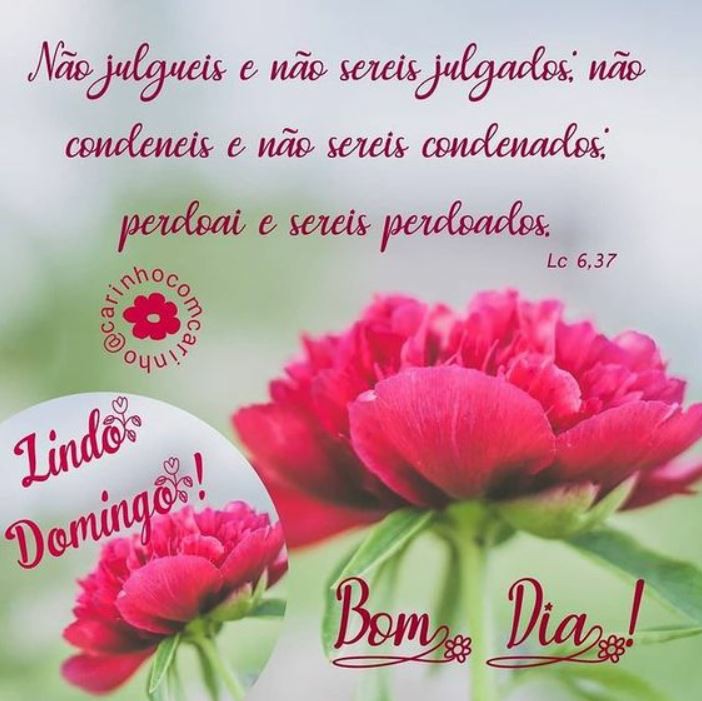 Não julgueis e não sereis julgados; não
condeneis e não sereis condenados;
perdoai e sereis perdoados.
Lc 6,37
@carinhocomcarinho
Lindo
Domingo!
Bom Dia!